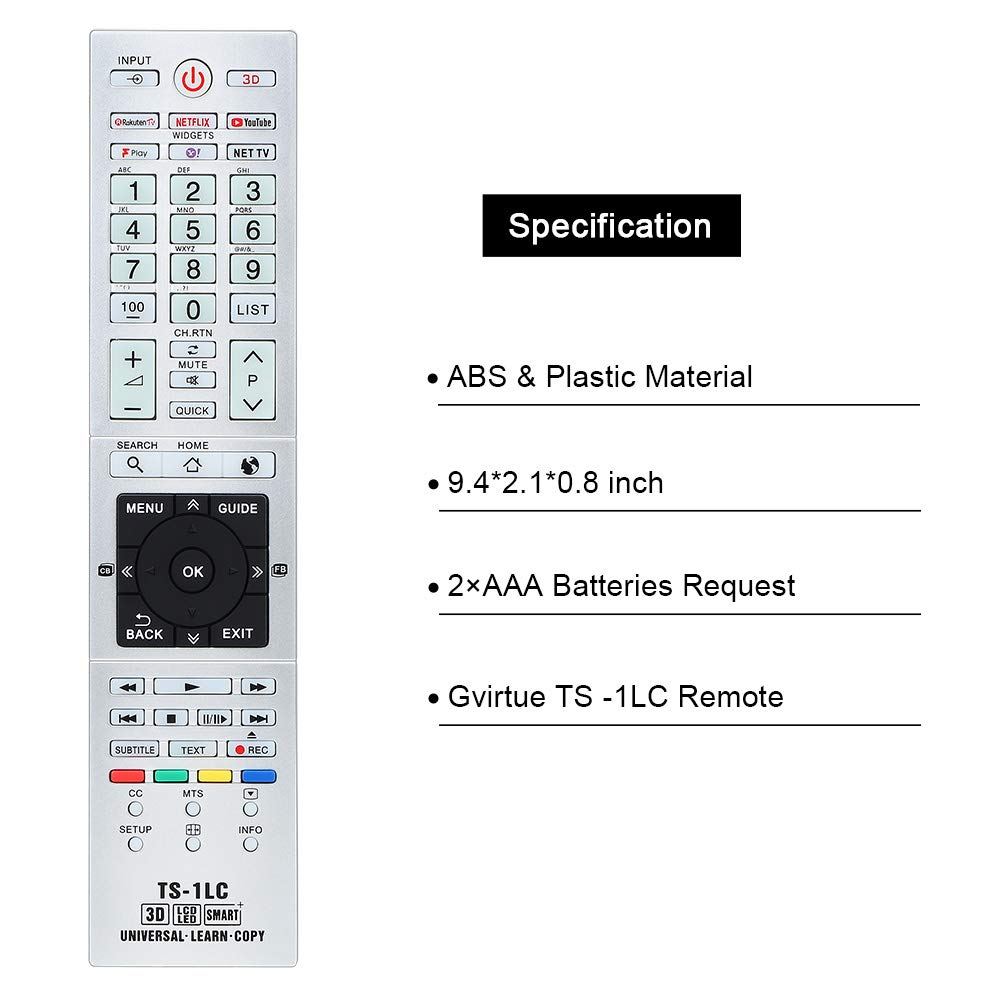 INPUT
3D
Rakuten TV NETFLIX YouTube
WIDGETS
F Play Y! NET TV
ABC DEF GHI
1 2 3
JKL MNO PQRS
4 5 6
TUV WXYZ @#/&_
7 8 9
100 0 LIST
CH.RTN
+ P
MUTE
−
QUICK
SEARCH HOME
MENU GUIDE
CB OK FB
BACK EXIT
SUBTITLE TEXT REC
CC MTS
SETUP INFO
TS-1LC
3D LCD LED SMART+
UNIVERSAL·LEARN·COPY
Specification
• ABS & Plastic Material
• 9.4*2.1*0.8 inch
• 2×AAA Batteries Request
• Gvirtue TS -1LC Remote